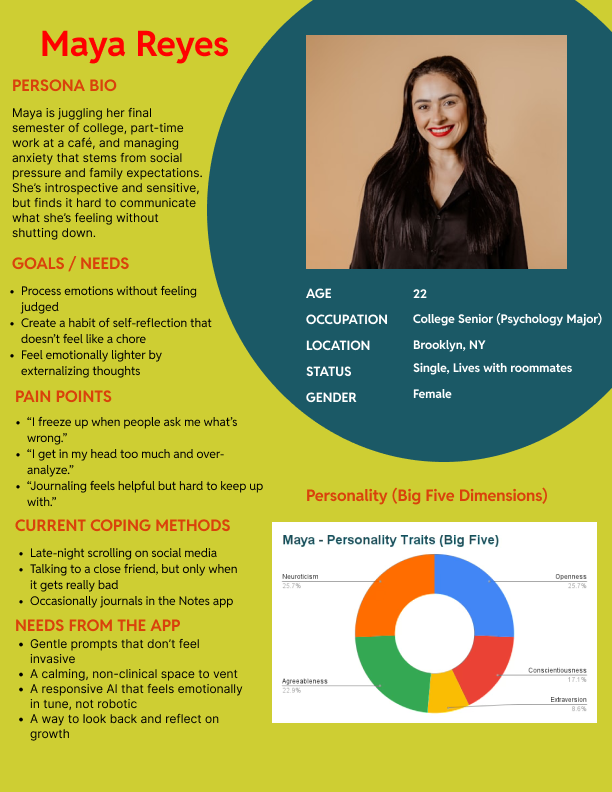 Maya Reyes
PERSONA BIO
Maya is juggling her final
semester of college, part-time
work at a café, and managing
anxiety that stems from social
pressure and family expectations.
She's introspective and sensitive,
but finds it hard to communicate
what she's feeling without
shutting down.
GOALS / NEEDS
• Process emotions without feeling
judged
• Create a habit of self-reflection that
doesn't feel like a chore
• Feel emotionally lighter by
externalizing thoughts
PAIN POINTS
• “I freeze up when people ask me what's
wrong.”
• “I get in my head too much and over-
analyze.”
• “Journaling feels helpful but hard to keep up
with.”
CURRENT COPING METHODS
• Late-night scrolling on social media
• Talking to a close friend, but only when
it gets really bad
• Occasionally journals in the Notes app
NEEDS FROM THE APP
• Gentle prompts that don't feel
invasive
• A calming, non-clinical space to vent
• A responsive AI that feels emotionally
in tune, not robotic
• A way to look back and reflect on
growth
AGE 22
OCCUPATION College Senior (Psychology Major)
LOCATION Brooklyn, NY
STATUS Single, Lives with roommates
GENDER Female
Personality (Big Five Dimensions)
Maya - Personality Traits (Big Five)
Neuroticism
25.7%
Openness
25.7%
Agreeableness
22.9%
Conscientiousness
17.1%
Extraversion
8.6%